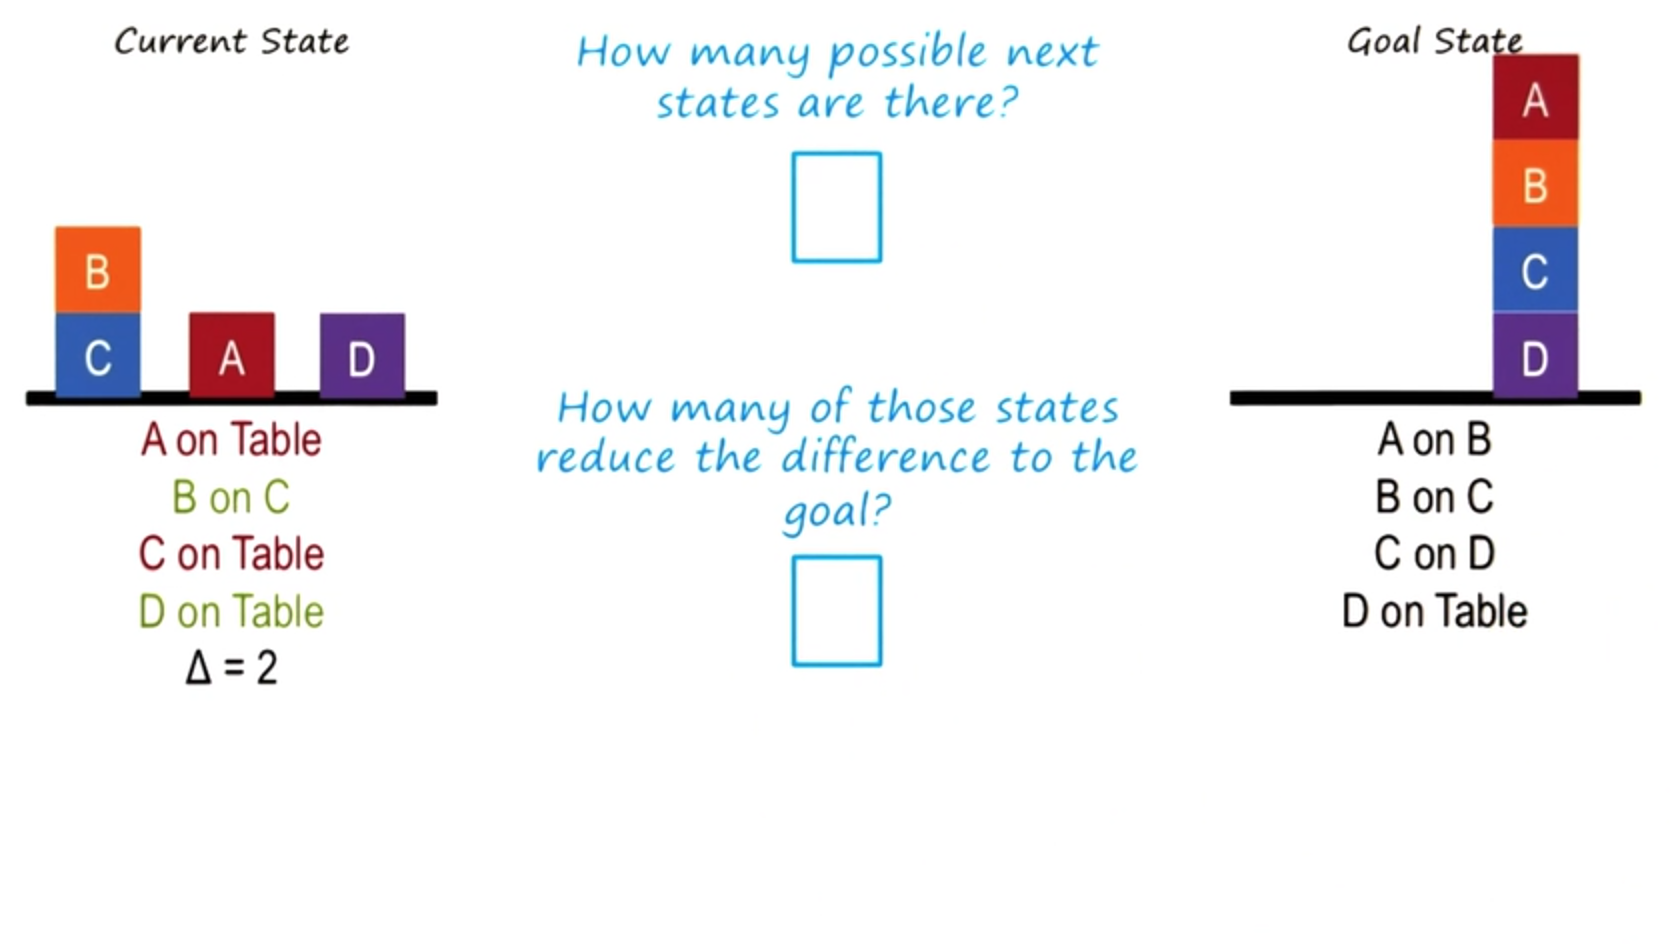 Current State
B
C
A
D
A on Table
B on C
C on Table
D on Table
Δ = 2
How many possible next
states are there?
How many of those states
reduce the difference to the
goal?
Goal State
A
B
C
D
A on B
B on C
C on D
D on Table